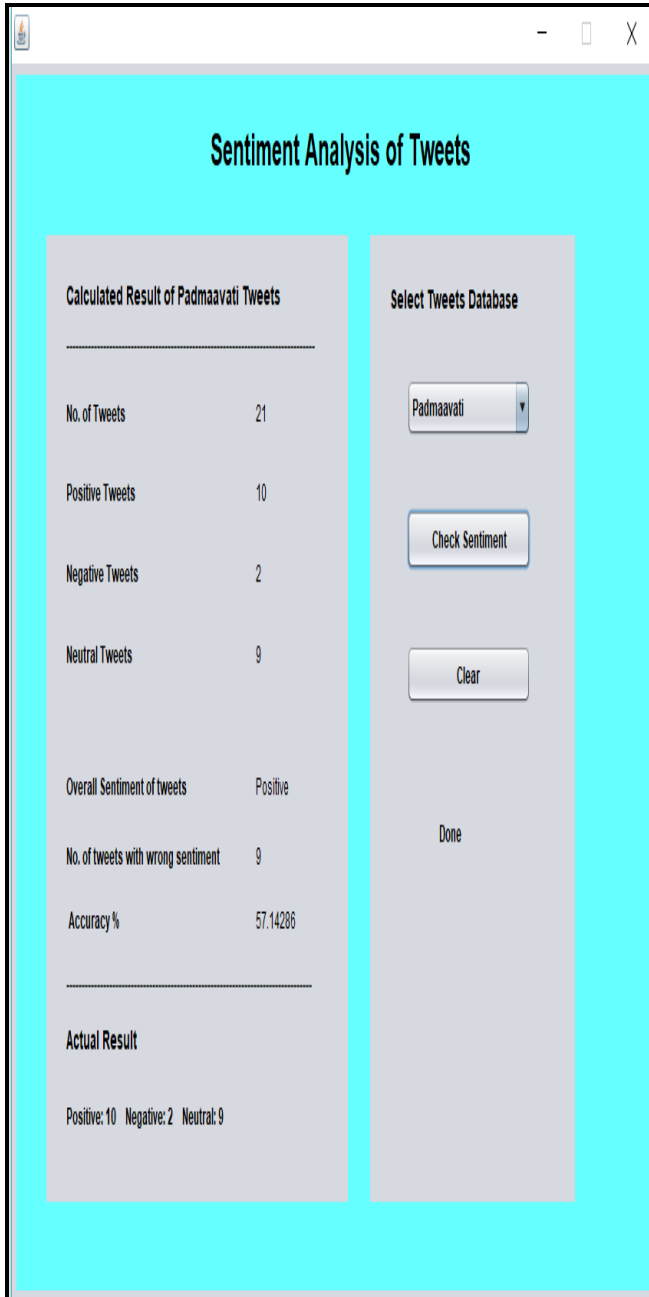 Sentiment Analysis of Tweets
Calculated Result of Padmaavati Tweets
--------------------------------------------------------------------------------
No. of Tweets 21
Positive Tweets 10
Negative Tweets 2
Neutral Tweets 9
Overall Sentiment of tweets Positive
No. of tweets with wrong sentiment 9
Accuracy % 57.14286
--------------------------------------------------------------------------------
Actual Result
Positive: 10 Negative: 2 Neutral: 9
Select Tweets Database
Padmaavati
Check Sentiment
Clear
Done